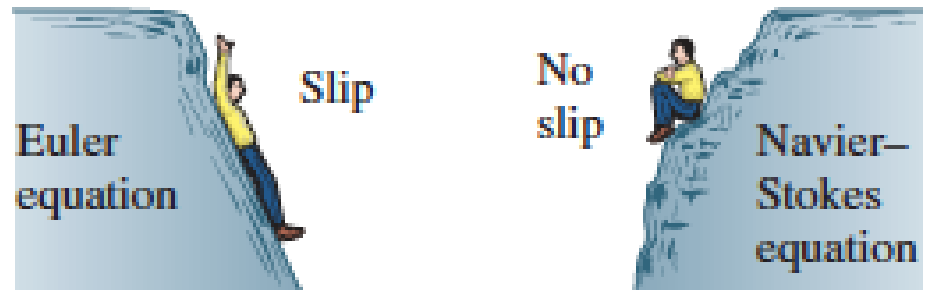 Slip
No
slip
Euler
equation
Navier–
Stokes
equation